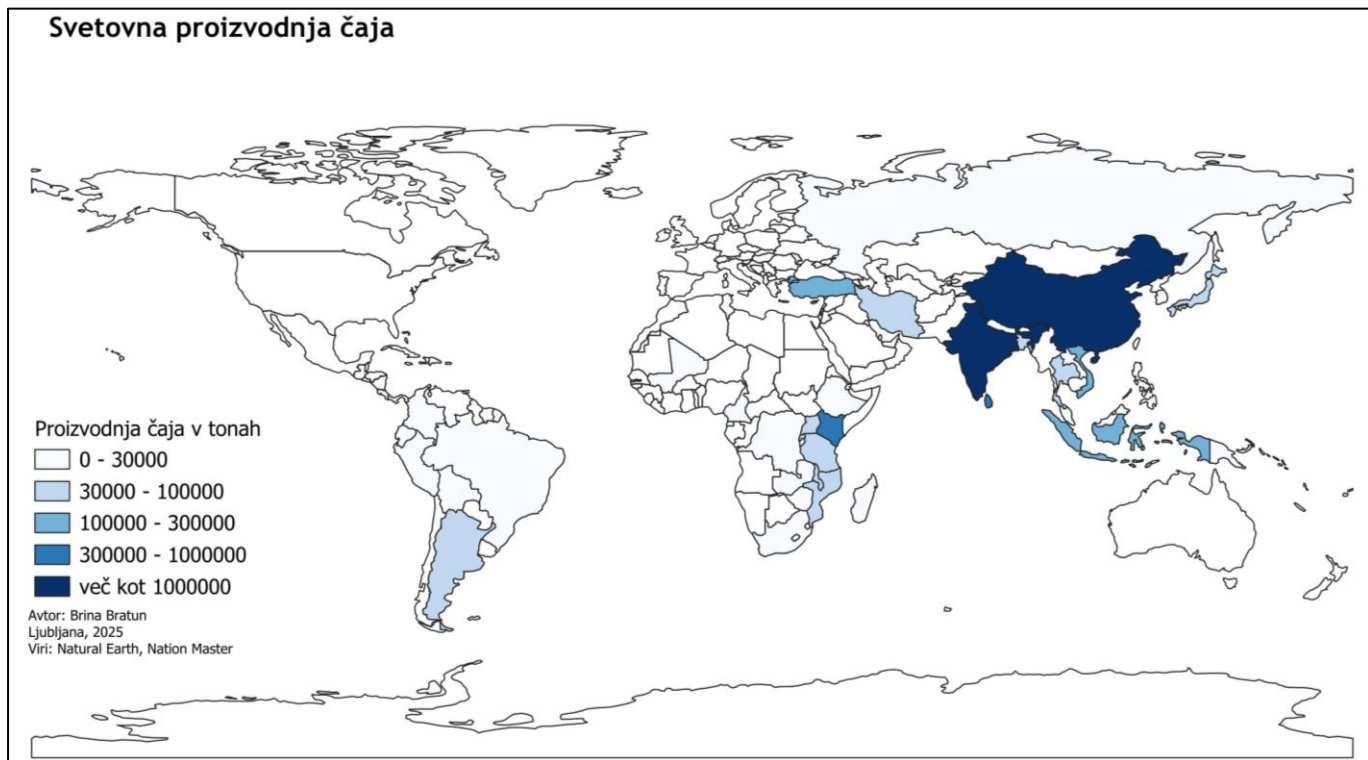 Svetovna proizvodnja čaja
Proizvodnja čaja v tonah
0 - 30000
30000 - 100000
100000 - 300000
300000 - 1000000
več kot 1000000
Avtor: Brina Bratun
Ljubljana, 2025
Viri: Natural Earth, Nation Master